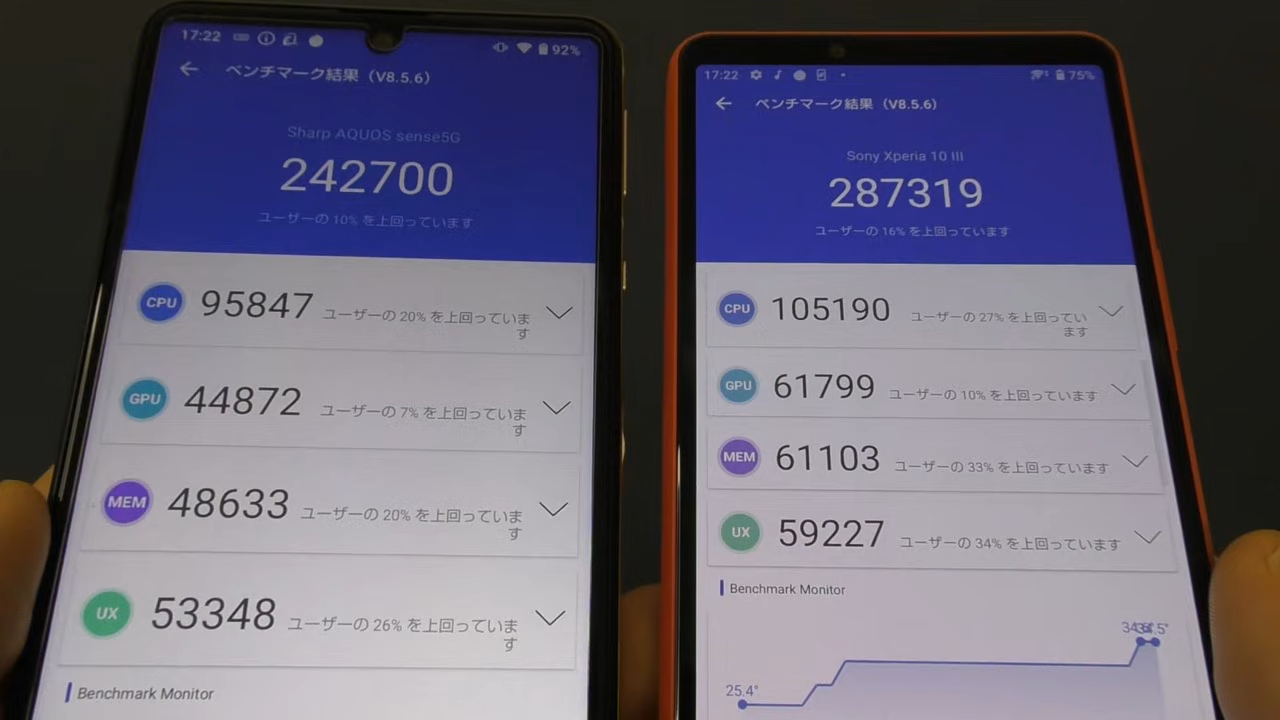 17:22
92%
ベンチマーク結果（V8.5.6）
Sharp AQUOS sense5G
242700
ユーザーの 10% を上回っています
CPU 95847 ユーザーの 20% を上回っていま
す
GPU 44872 ユーザーの 7% を上回っていま
す
MEM 48633 ユーザーの 20% を上回っていま
す
UX 53348 ユーザーの 26% を上回っていま
す
Benchmark Monitor
17:22
75%
ベンチマーク結果（V8.5.6）
Sony Xperia 10 III
287319
ユーザーの 16% を上回っています
CPU 105190 ユーザーの 27% を上回ってい
ます
GPU 61799 ユーザーの 10% を上回っています
MEM 61103 ユーザーの 33% を上回っています
UX 59227 ユーザーの 34% を上回っています
Benchmark Monitor
25.4°